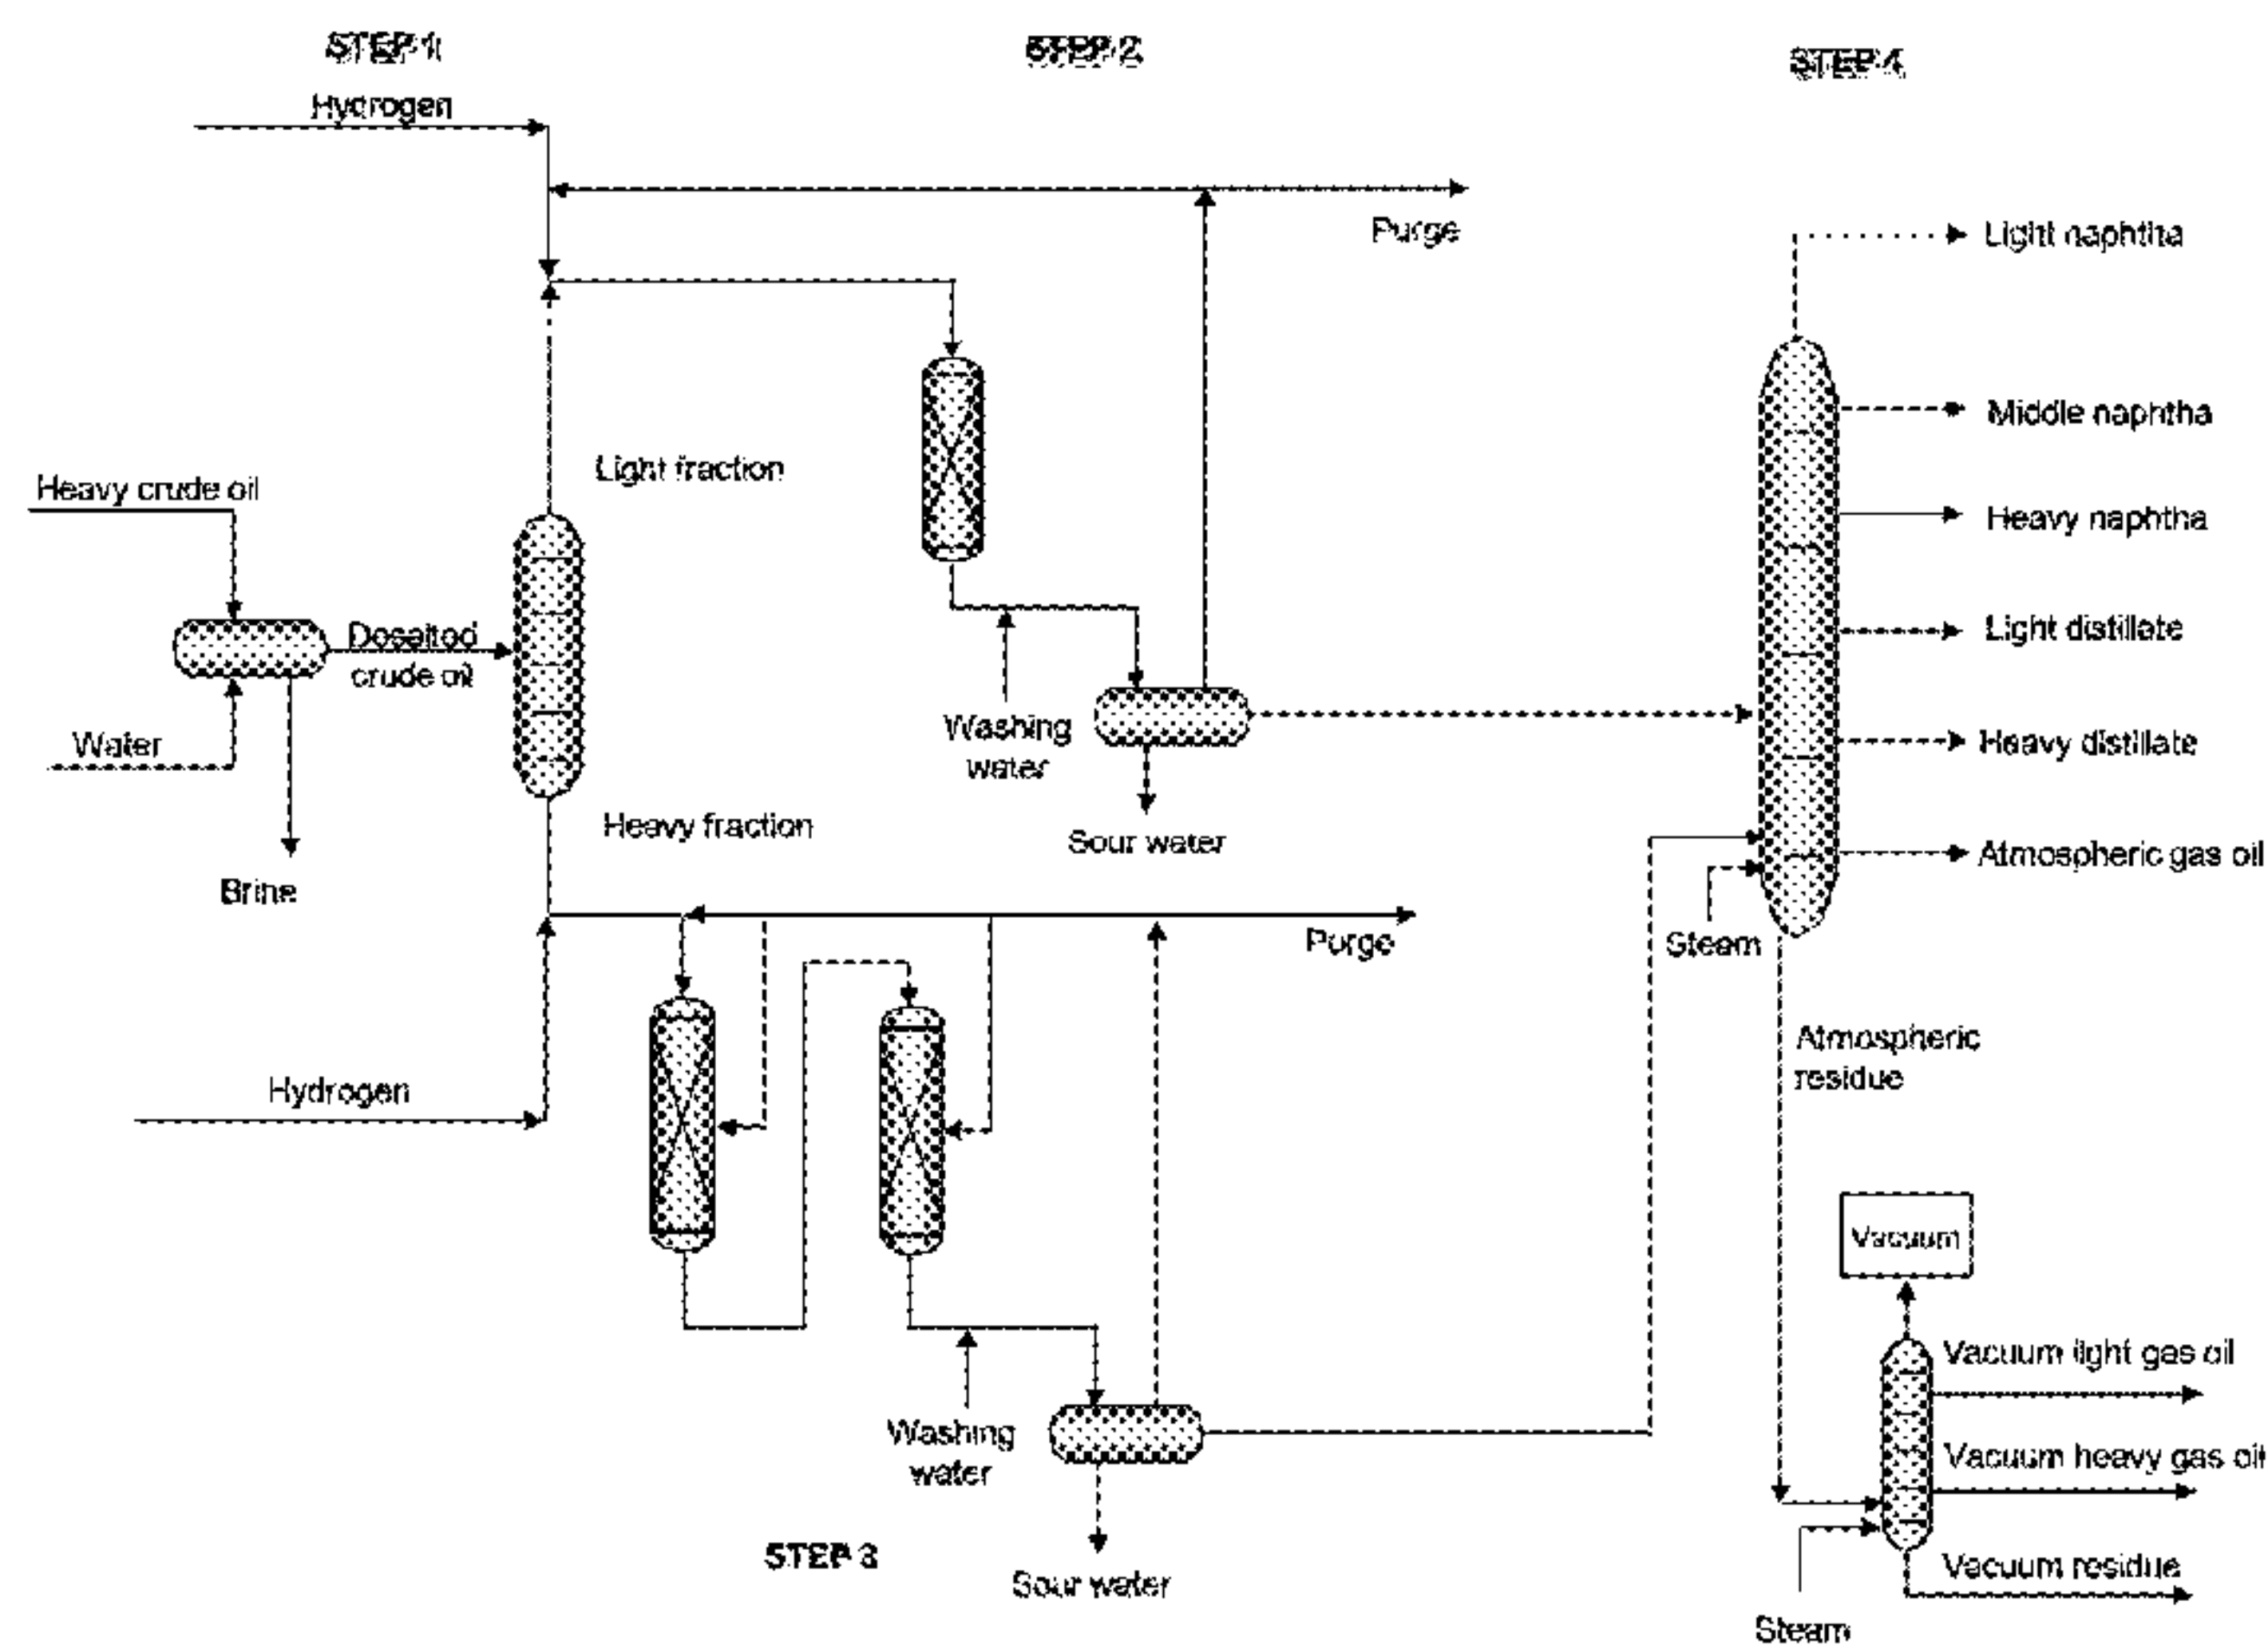 STEP 1
STEP 2
STEP 4
Hydrogen
Purge
Light naphtha
Middle naphtha
Light fraction
Heavy crude oil
Heavy naphtha
Desalted
crude oil
Light distillate
Washing
water
Water
Heavy distillate
Heavy fraction
Sour water
Atmospheric gas oil
Brine
Purge
Steam
Atmospheric
residue
Hydrogen
Vacuum
Vacuum light gas oil
Washing
water
Vacuum heavy gas oil
STEP 3
Sour water
Vacuum residue
Steam